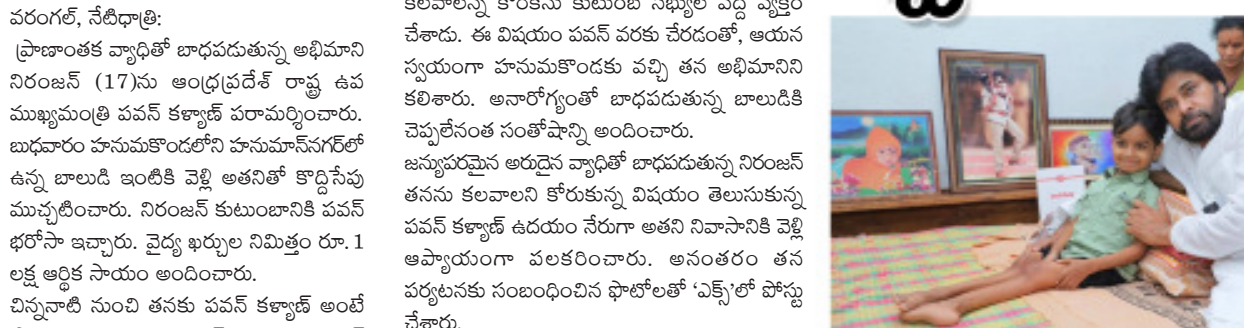 వరంగల్, నేటిధాత్రి:
ప్రాణాంతక వ్యాధితో బాధపడుతున్న అభిమాని
నిరంజన్ (17)ను ఆంధ్రప్రదేశ్ రాష్ట్ర ఉప
ముఖ్యమంత్రి పవన్ కళ్యాణ్ పరామర్శించారు.
బుధవారం హనుమకొండలోని హనుమాన్‌నగర్‌లో
ఉన్న బాలుడి ఇంటికి వెళ్లి అతనితో కొద్దిసేపు
ముచ్చటించారు. నిరంజన్ కుటుంబానికి పవన్
భరోసా ఇచ్చారు. వైద్య ఖర్చుల నిమిత్తం రూ.1
లక్ష ఆర్థిక సాయం అందించారు.
చిన్ననాటి నుంచి తనకు పవన్ కళ్యాణ్ అంటే
కలవాలన్న కోరికను కుటుంబ సభ్యుల వద్ద వ్యక్తం
చేశాడు. ఈ విషయం పవన్ వరకు చేరడంతో, ఆయన
స్వయంగా హనుమకొండకు వచ్చి తన అభిమానిని
కలిశారు. అనారోగ్యంతో బాధపడుతున్న బాలుడికి
చెప్పలేనంత సంతోషాన్ని అందించారు.
జన్యుపరమైన అరుదైన వ్యాధితో బాధపడుతున్న నిరంజన్
తనను కలవాలని కోరుకున్న విషయం తెలుసుకున్న
పవన్ కళ్యాణ్ ఉదయం నేరుగా అతని నివాసానికి వెళ్లి
ఆప్యాయంగా పలకరించారు. అనంతరం తన
పర్యటనకు సంబంధించిన ఫొటోలతో 'ఎక్స్'లో పోస్టు
చేశారు.